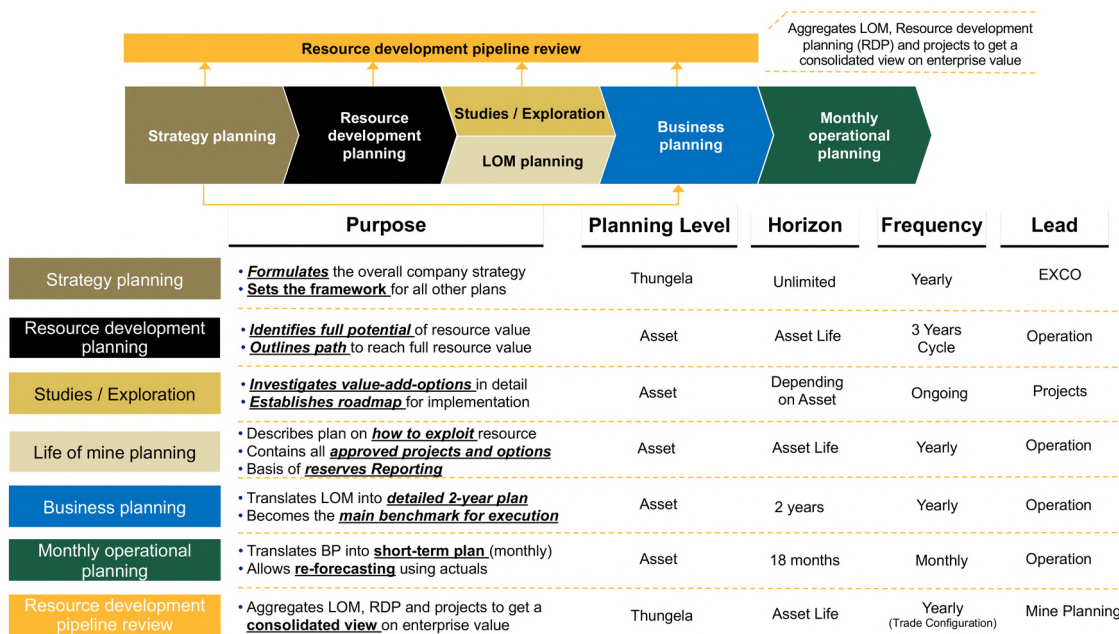 Aggregates LOM, Resource development
planning (RDP) and projects to get a
consolidated view on enterprise value
Resource development pipeline review
Strategy planning
Resource
development
planning
Studies / Exploration
LOM planning
Business
planning
Monthly
operational
planning
Purpose
Planning Level
Horizon
Frequency
Lead
Strategy planning
• Formulates the overall company strategy
• Sets the framework for all other plans
Thungela
Unlimited
Yearly
EXCO
Resource development
planning
• Identifies full potential of resource value
• Outlines path to reach full resource value
Asset
Asset Life
3 Years
Cycle
Operation
Studies / Exploration
• Investigates value-add-options in detail
• Establishes roadmap for implementation
Asset
Depending
on Asset
Ongoing
Projects
Life of mine planning
• Describes plan on how to exploit resource
• Contains all approved projects and options
• Basis of reserves Reporting
Asset
Asset Life
Yearly
Operation
Business planning
• Translates LOM into detailed 2-year plan
• Becomes the main benchmark for execution
Asset
2 years
Yearly
Operation
Monthly operational
planning
• Translates BP into short-term plan (monthly)
• Allows re-forecasting using actuals
Asset
18 months
Monthly
Operation
Resource development
pipeline review
• Aggregates LOM, RDP and projects to get a
consolidated view on enterprise value
Thungela
Asset Life
Yearly
(Trade Configuration)
Mine Planning